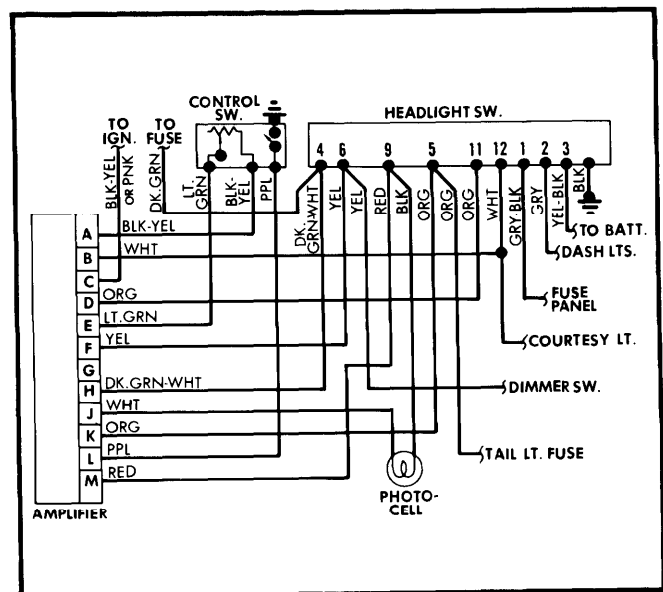 CONTROL
SW.
HEADLIGHT SW.
TO
IGN.
TO
FUSE
4 6 9 5 11 12 1 2 3
BLK-YEL
OR PNK
DK.GRN
LT.
GRN
BLK-
YEL
PPL
DK.
GRN-WHT
YEL
YEL
RED
BLK
ORG
ORG
ORG
WHT
GRY-BLK
GRY
YEL-BLK
BLK
A BLK-YEL
B WHT
C
D ORG
E LT.GRN
F YEL
G
H DK.GRN-WHT
J WHT
K ORG
L PPL
M RED
TO BATT.
DASH LTS.
FUSE
PANEL
COURTESY LT.
DIMMER SW.
TAIL LT. FUSE
PHOTO-
CELL
AMPLIFIER